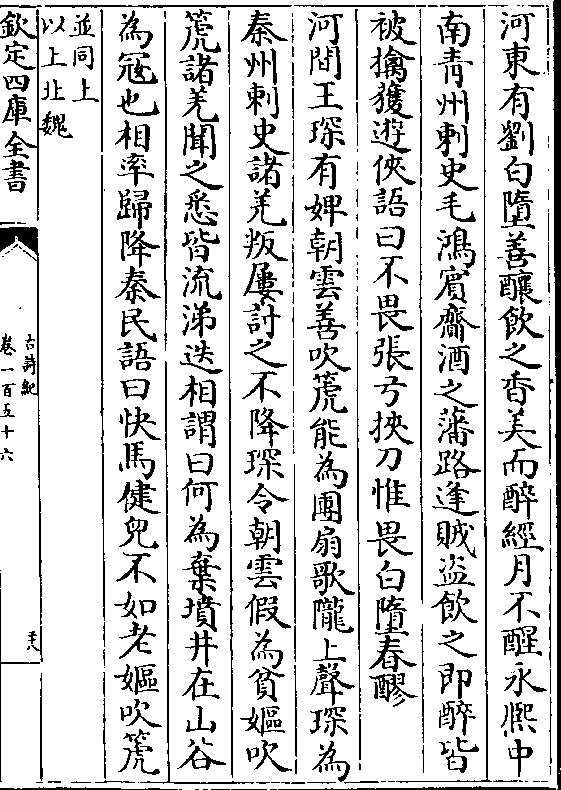 河東有劉白墮善釀飲之香美而醉經月不醒永熈中
南青州刺史毛鴻賓齎酒之藩路逢賊盜飲之即醉皆
被擒獲遊俠語曰不畏張弓挾刀惟畏白墮春醪
河間王琛有婢朝雲善吹箎能為團扇歌隴上聲琛為
秦州刺史諸羌叛屢討之不降琛令朝雲假為貧嫗吹
箎諸羌聞之悉皆流涕迭相謂曰何為棄墳井在山谷
為冦也相率歸降秦民語曰快馬健兒不如老嫗吹箎
並同上
以上北魏
欽定四庫全書
古詩紀
卷一百五十六